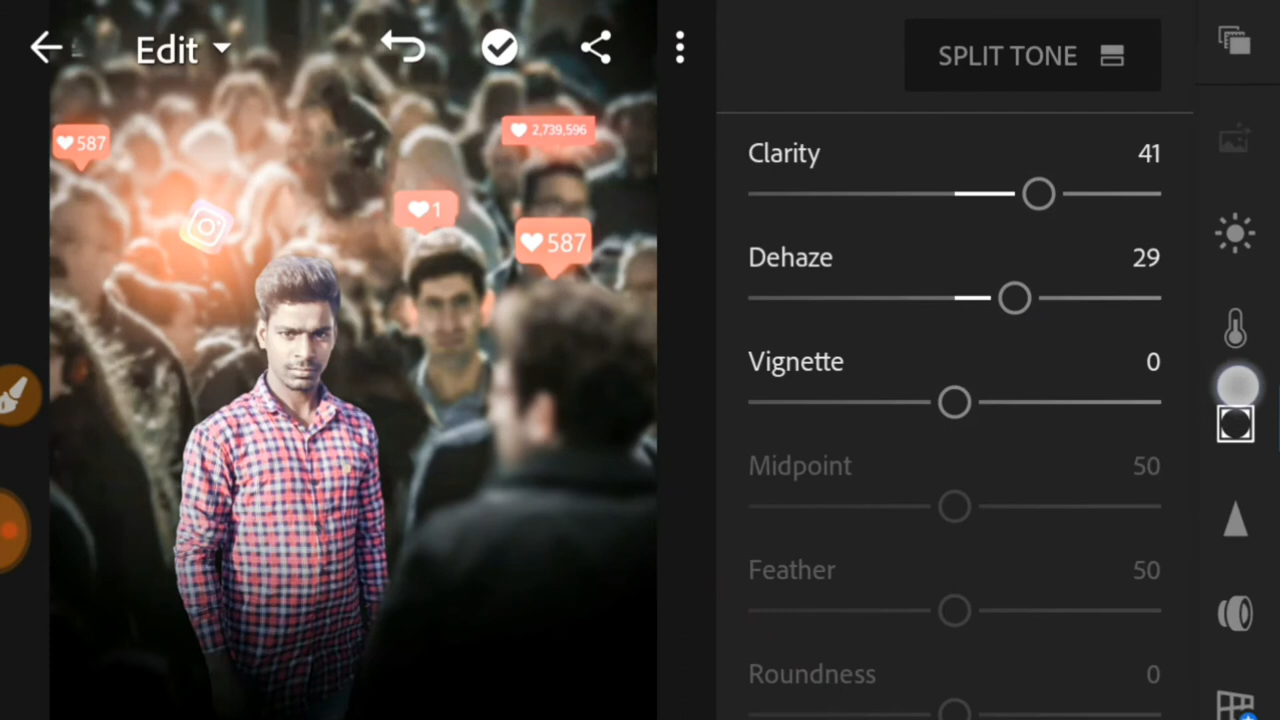 Edit
SPLIT TONE
587
2,739,596
1
587
Clarity 41
Dehaze 29
Vignette 0
Midpoint 50
Feather 50
Roundness 0